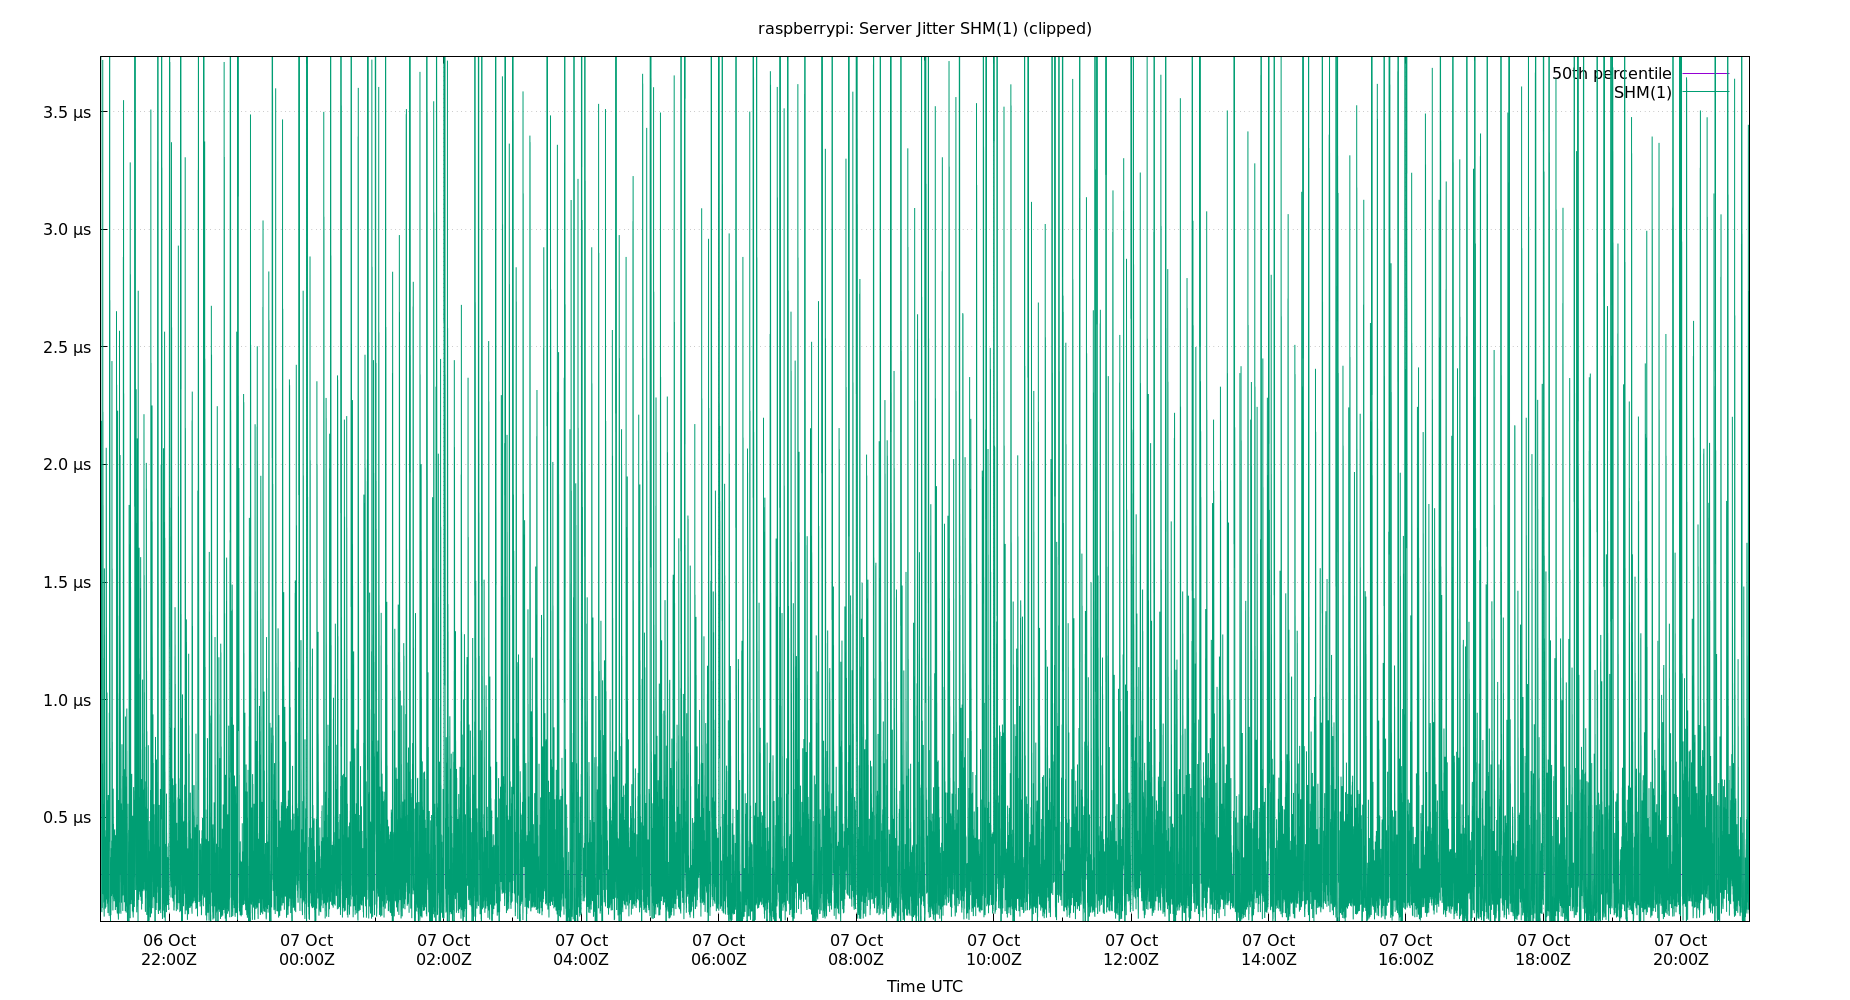 raspberrypi: Server Jitter SHM(1) (clipped)
50th percentile
SHM(1)
3.5 μs
3.0 μs
2.5 μs
2.0 μs
1.5 μs
1.0 μs
0.5 μs
06 Oct 07 Oct 07 Oct 07 Oct 07 Oct 07 Oct 07 Oct 07 Oct 07 Oct 07 Oct 07 Oct 07 Oct
22:00Z 00:00Z 02:00Z 04:00Z 06:00Z 08:00Z 10:00Z 12:00Z 14:00Z 16:00Z 18:00Z 20:00Z
Time UTC